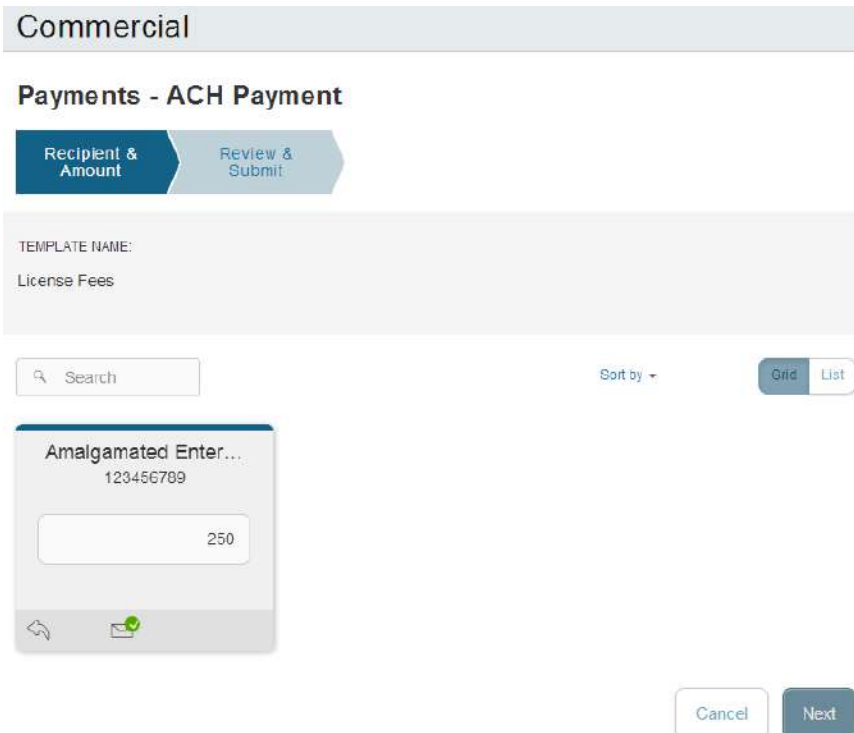 Commercial
Payments - ACH Payment
Recipient &
Amount
Review &
Submit
TEMPLATE NAME:
License Fees
Search
Sort by
Grid
List
Amalgamated Enter...
123456789
250
Cancel
Next